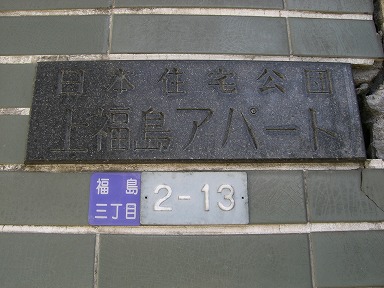 日本住宅公団
上福島アパート
福島
三丁目
2-13